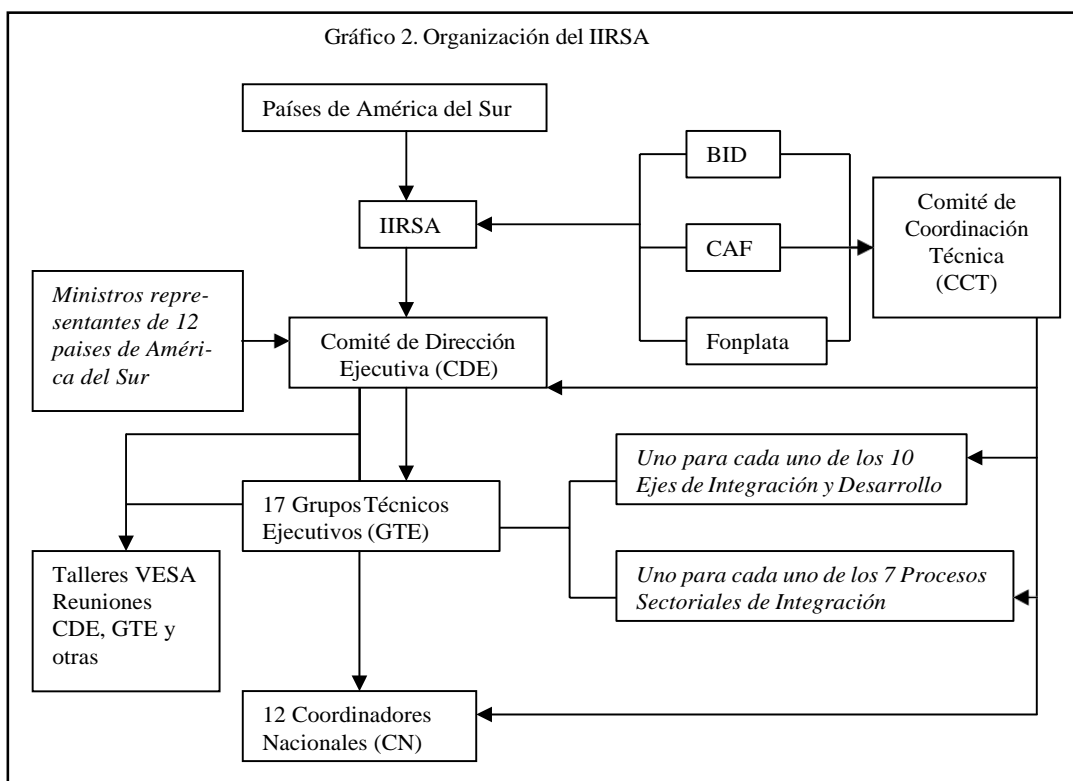 Gráfico 2. Organización del IIRSA
Países de América del Sur
BID
Comité de
Coordinación
Técnica
(CCT)
IIRSA
CAF
Ministros repre-
sentantes de 12
paises de Améri-
ca del Sur
Comité de Dirección
Ejecutiva (CDE)
Fonplata
Uno para cada uno de los 10
Ejes de Integración y Desarrollo
17 Grupos Técnicos
Ejecutivos (GTE)
Talleres VESA
Reuniones
CDE, GTE y
otras
Uno para cada uno de los 7 Procesos
Sectoriales de Integración
12 Coordinadores
Nacionales (CN)